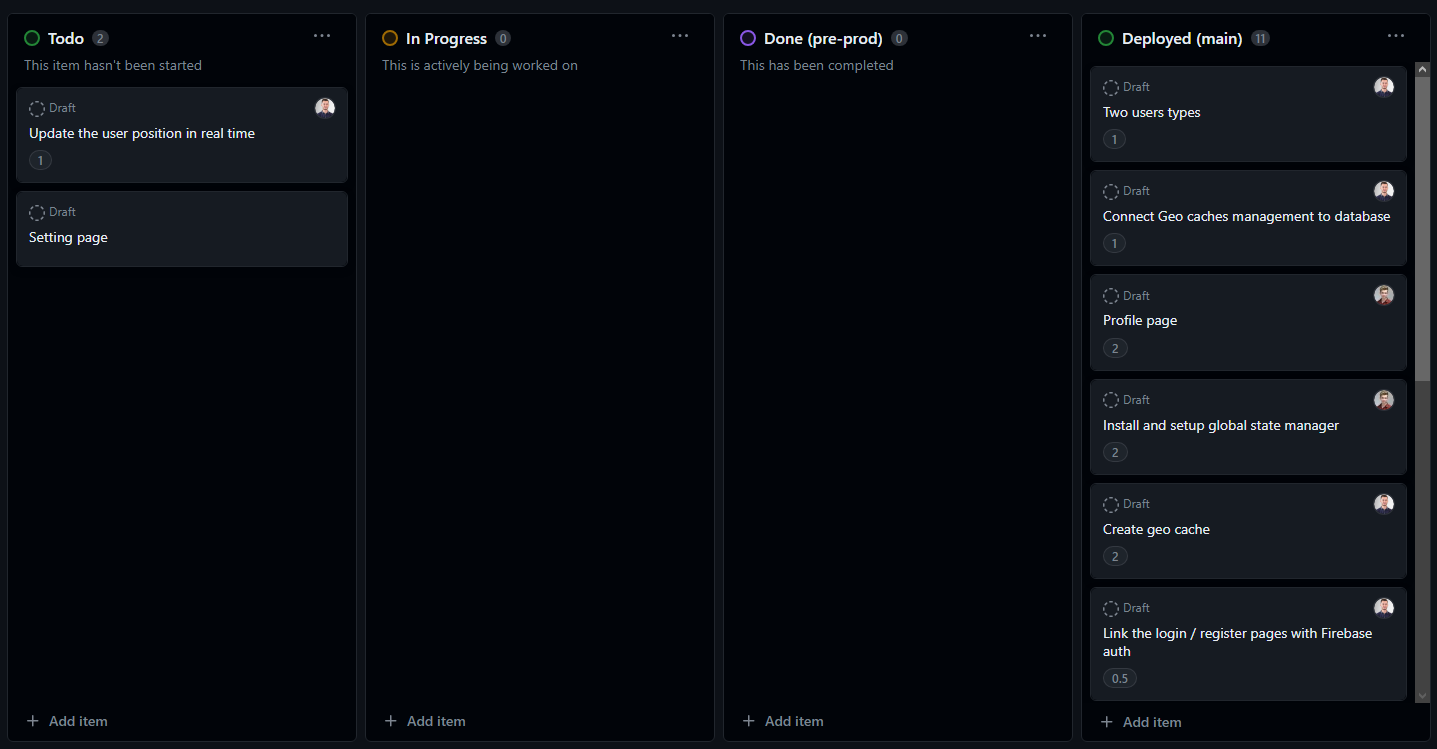 Todo 2
This item hasn't been started
Draft
Update the user position in real time
1
Draft
Setting page
Add item
In Progress 0
This is actively being worked on
Add item
Done (pre-prod) 0
This has been completed
Add item
Deployed (main) 11
Draft
Two users types
1
Draft
Connect Geo caches management to database
1
Draft
Profile page
2
Draft
Install and setup global state manager
2
Draft
Create geo cache
2
Draft
Link the login / register pages with Firebase
auth
0.5
Add item